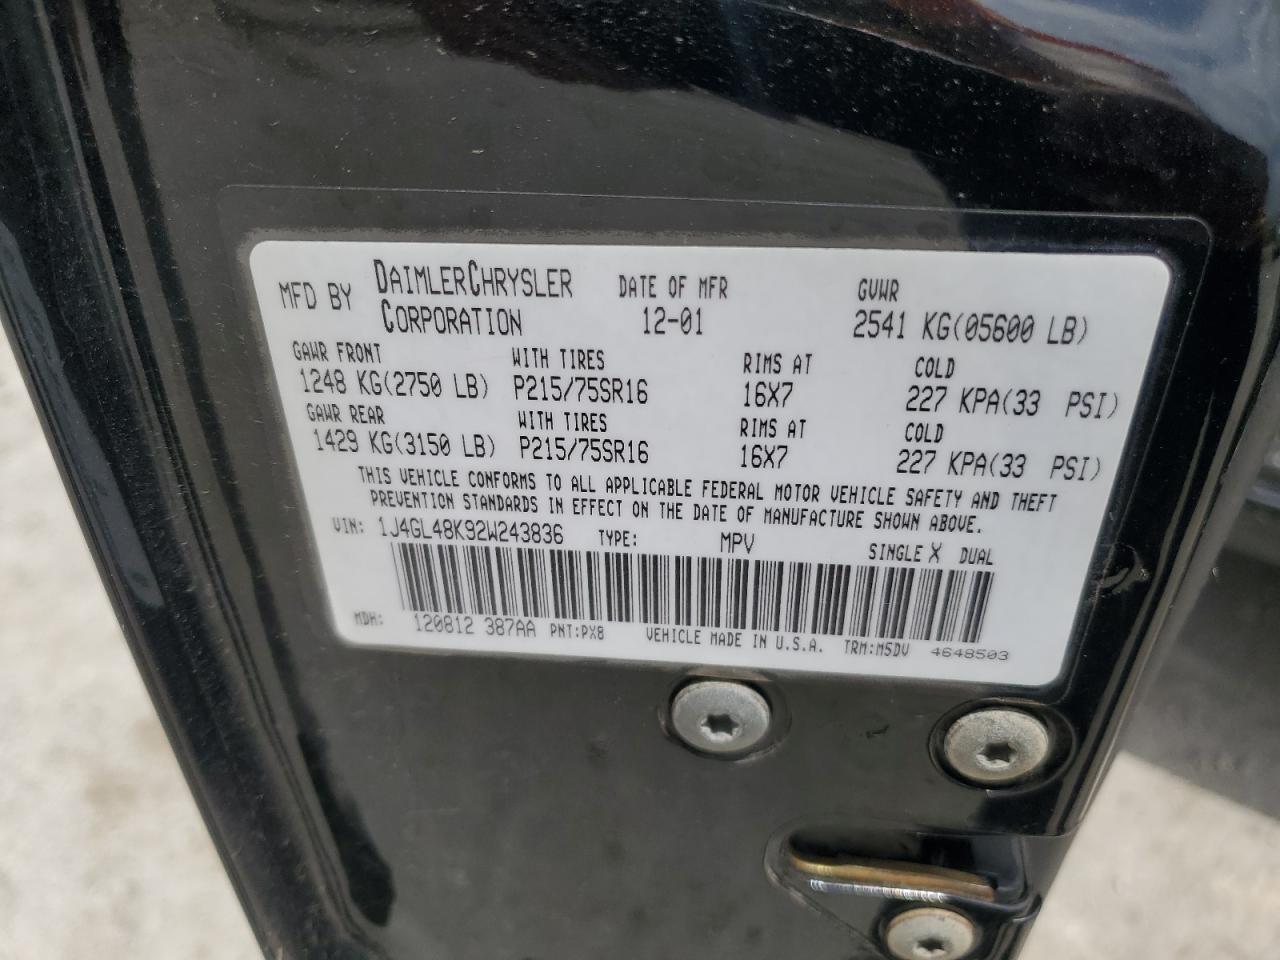 MFD BY DAIMLERCHRYSLER CORPORATION DATE OF MFR 12-01 GVWR 2541 KG(05600 LB)
GAWR FRONT WITH TIRES RIMS AT COLD
1248 KG(2750 LB) P215/75SR16 16X7 227 KPA(33 PSI)
GAWR REAR WITH TIRES RIMS AT COLD
1429 KG(3150 LB) P215/75SR16 16X7 227 KPA(33 PSI)
THIS VEHICLE CONFORMS TO ALL APPLICABLE FEDERAL MOTOR VEHICLE SAFETY AND THEFT
PREVENTION STANDARDS IN EFFECT ON THE DATE OF MANUFACTURE SHOWN ABOVE.
VIN: 1J4GL48K92W243836 TYPE: MPV SINGLE X DUAL
MDH: 120812 387AA PNT:PX8 VEHICLE MADE IN U.S.A. TRM:M5DV 4648503